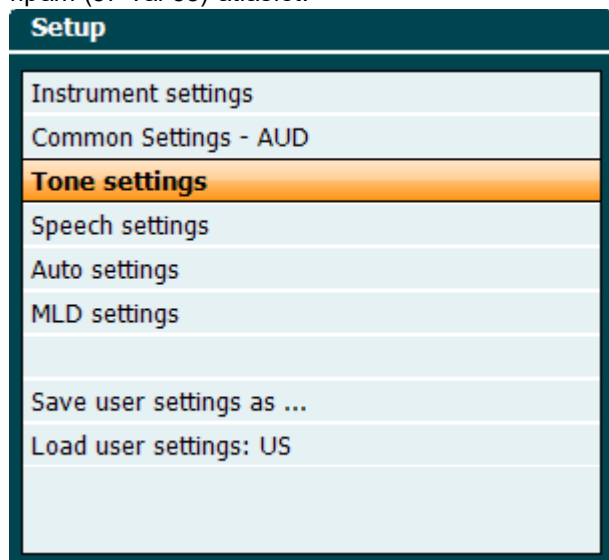 Setup
Instrument settings
Common Settings - AUD
Tone settings
Speech settings
Auto settings
MLD settings
Save user settings as ...
Load user settings: US